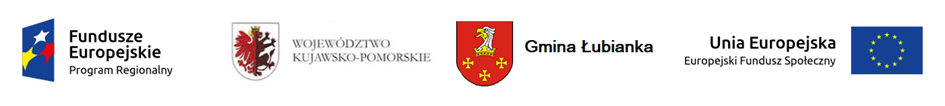 Fundusze
Europejskie
Program Regionalny
WOJEWÓDZTWO
KUJAWSKO-POMORSKIE
Gmina Łubianka
Unia Europejska
Europejski Fundusz Społeczny